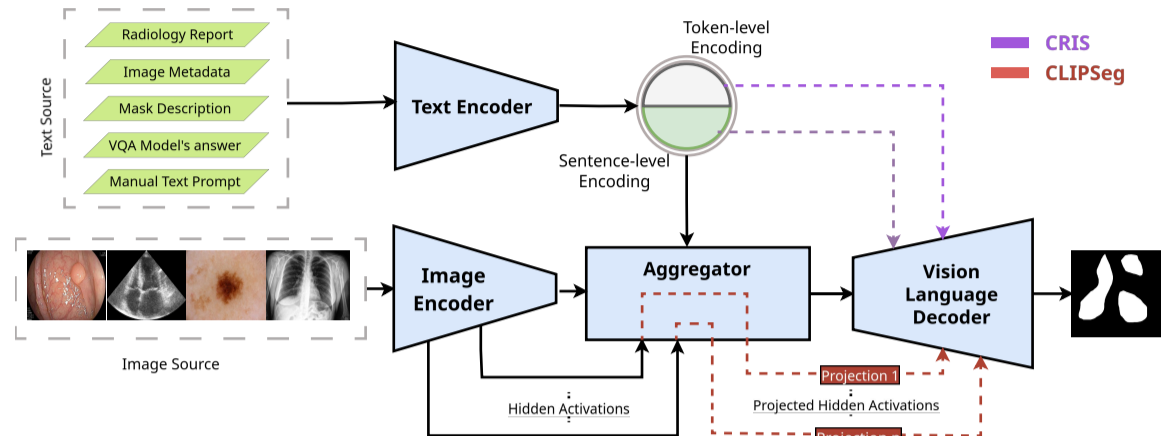 Text Source
Radiology Report
Image Metadata
Mask Description
VQA Model's answer
Manual Text Prompt
Text Encoder
Token-level
Encoding
Sentence-level
Encoding
CRIS
CLIPSeg
Image Source
Image
Encoder
Aggregator
Vision
Language
Decoder
Hidden Activations
Projection 1
Projected Hidden Activations